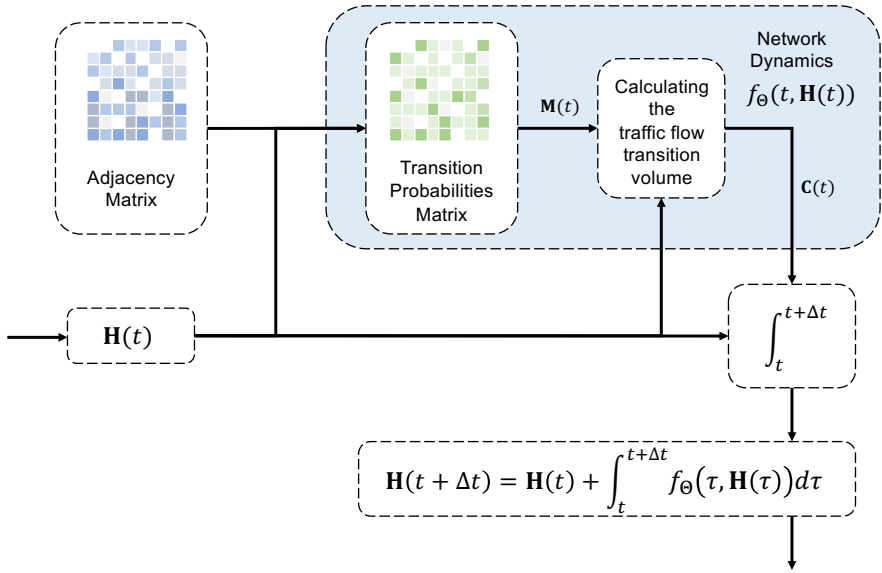 Adjacency
Matrix
Transition
Probabilities
Matrix
𝐌(t)
Calculating
the
traffic flow
transition
volume
Network
Dynamics
f_Θ(t, 𝐇(t))
𝐂(t)
𝐇(t)
∫_t^{t+Δt}
𝐇(t + Δt) = 𝐇(t) + ∫_t^{t+Δt} f_Θ(τ, 𝐇(τ))dτ